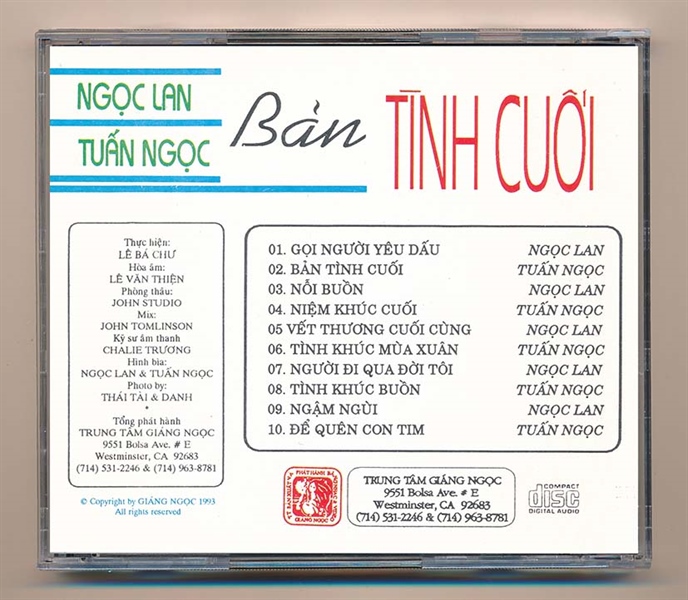 NGỌC LAN
TUẤN NGỌC
Bản TÌNH CUỐI
Thực hiện:
LÊ BÁ CHƯ
Hòa âm:
LÊ VĂN THIỆN
Phòng thâu:
JOHN STUDIO
Mix:
JOHN TOMLINSON
Kỹ sư âm thanh
CHALIE TRƯƠNG
Hình bìa:
NGỌC LAN & TUẤN NGỌC
Photo by:
THÁI TÀI & DANH
*
Tổng phát hành
TRUNG TÂM GIÁNG NGỌC
9551 Bolsa Ave. # E
Westminster, CA 92683
(714) 531-2246 & (714) 963-8781
© Copyright by GIÁNG NGỌC 1993
All rights reserved
01. GỌI NGƯỜI YÊU DẤU NGỌC LAN
02. BẢN TÌNH CUỐI TUẤN NGỌC
03. NỖI BUỒN NGỌC LAN
04. NIỆM KHÚC CUỐI TUẤN NGỌC
05 VẾT THƯƠNG CUỐI CÙNG NGỌC LAN
06. TÌNH KHÚC MÙA XUÂN TUẤN NGỌC
07. NGƯỜI ĐI QUA ĐỜI TÔI NGỌC LAN
08. TÌNH KHÚC BUỒN TUẤN NGỌC
09. NGẬM NGÙI NGỌC LAN
10. ĐỂ QUÊN CON TIM TUẤN NGỌC
PHÁT HÀNH
GIÁNG NGỌC
TRUNG TÂM GIÁNG NGỌC
9551 Bolsa Ave. # E
Westminster, CA 92683
(714) 531-2246 & (714) 963-8781
COMPACT
disc
DIGITAL AUDIO